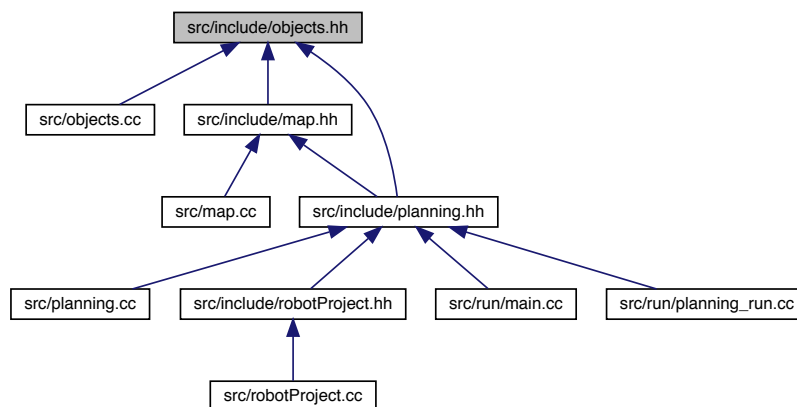 src/include/objects.hh
src/objects.cc
src/include/map.hh
src/map.cc
src/include/planning.hh
src/planning.cc
src/include/robotProject.hh
src/run/main.cc
src/run/planning_run.cc
src/robotProject.cc